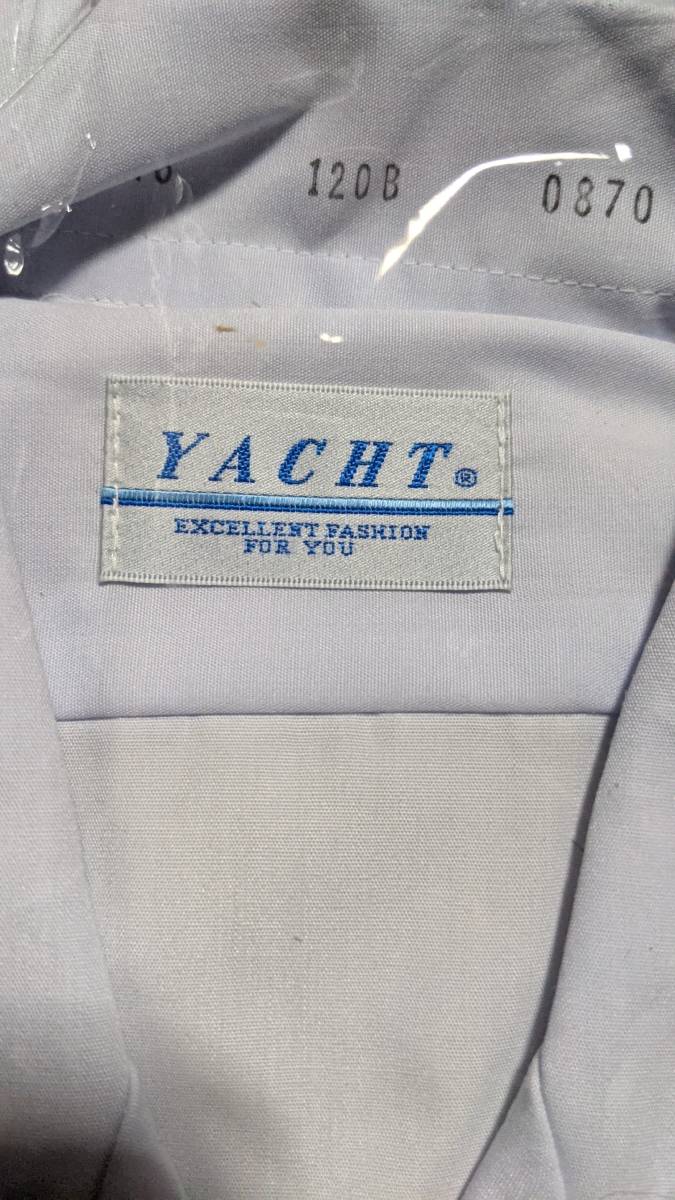 120B 0870
YACHT®
EXCELLENT FASHION
FOR YOU